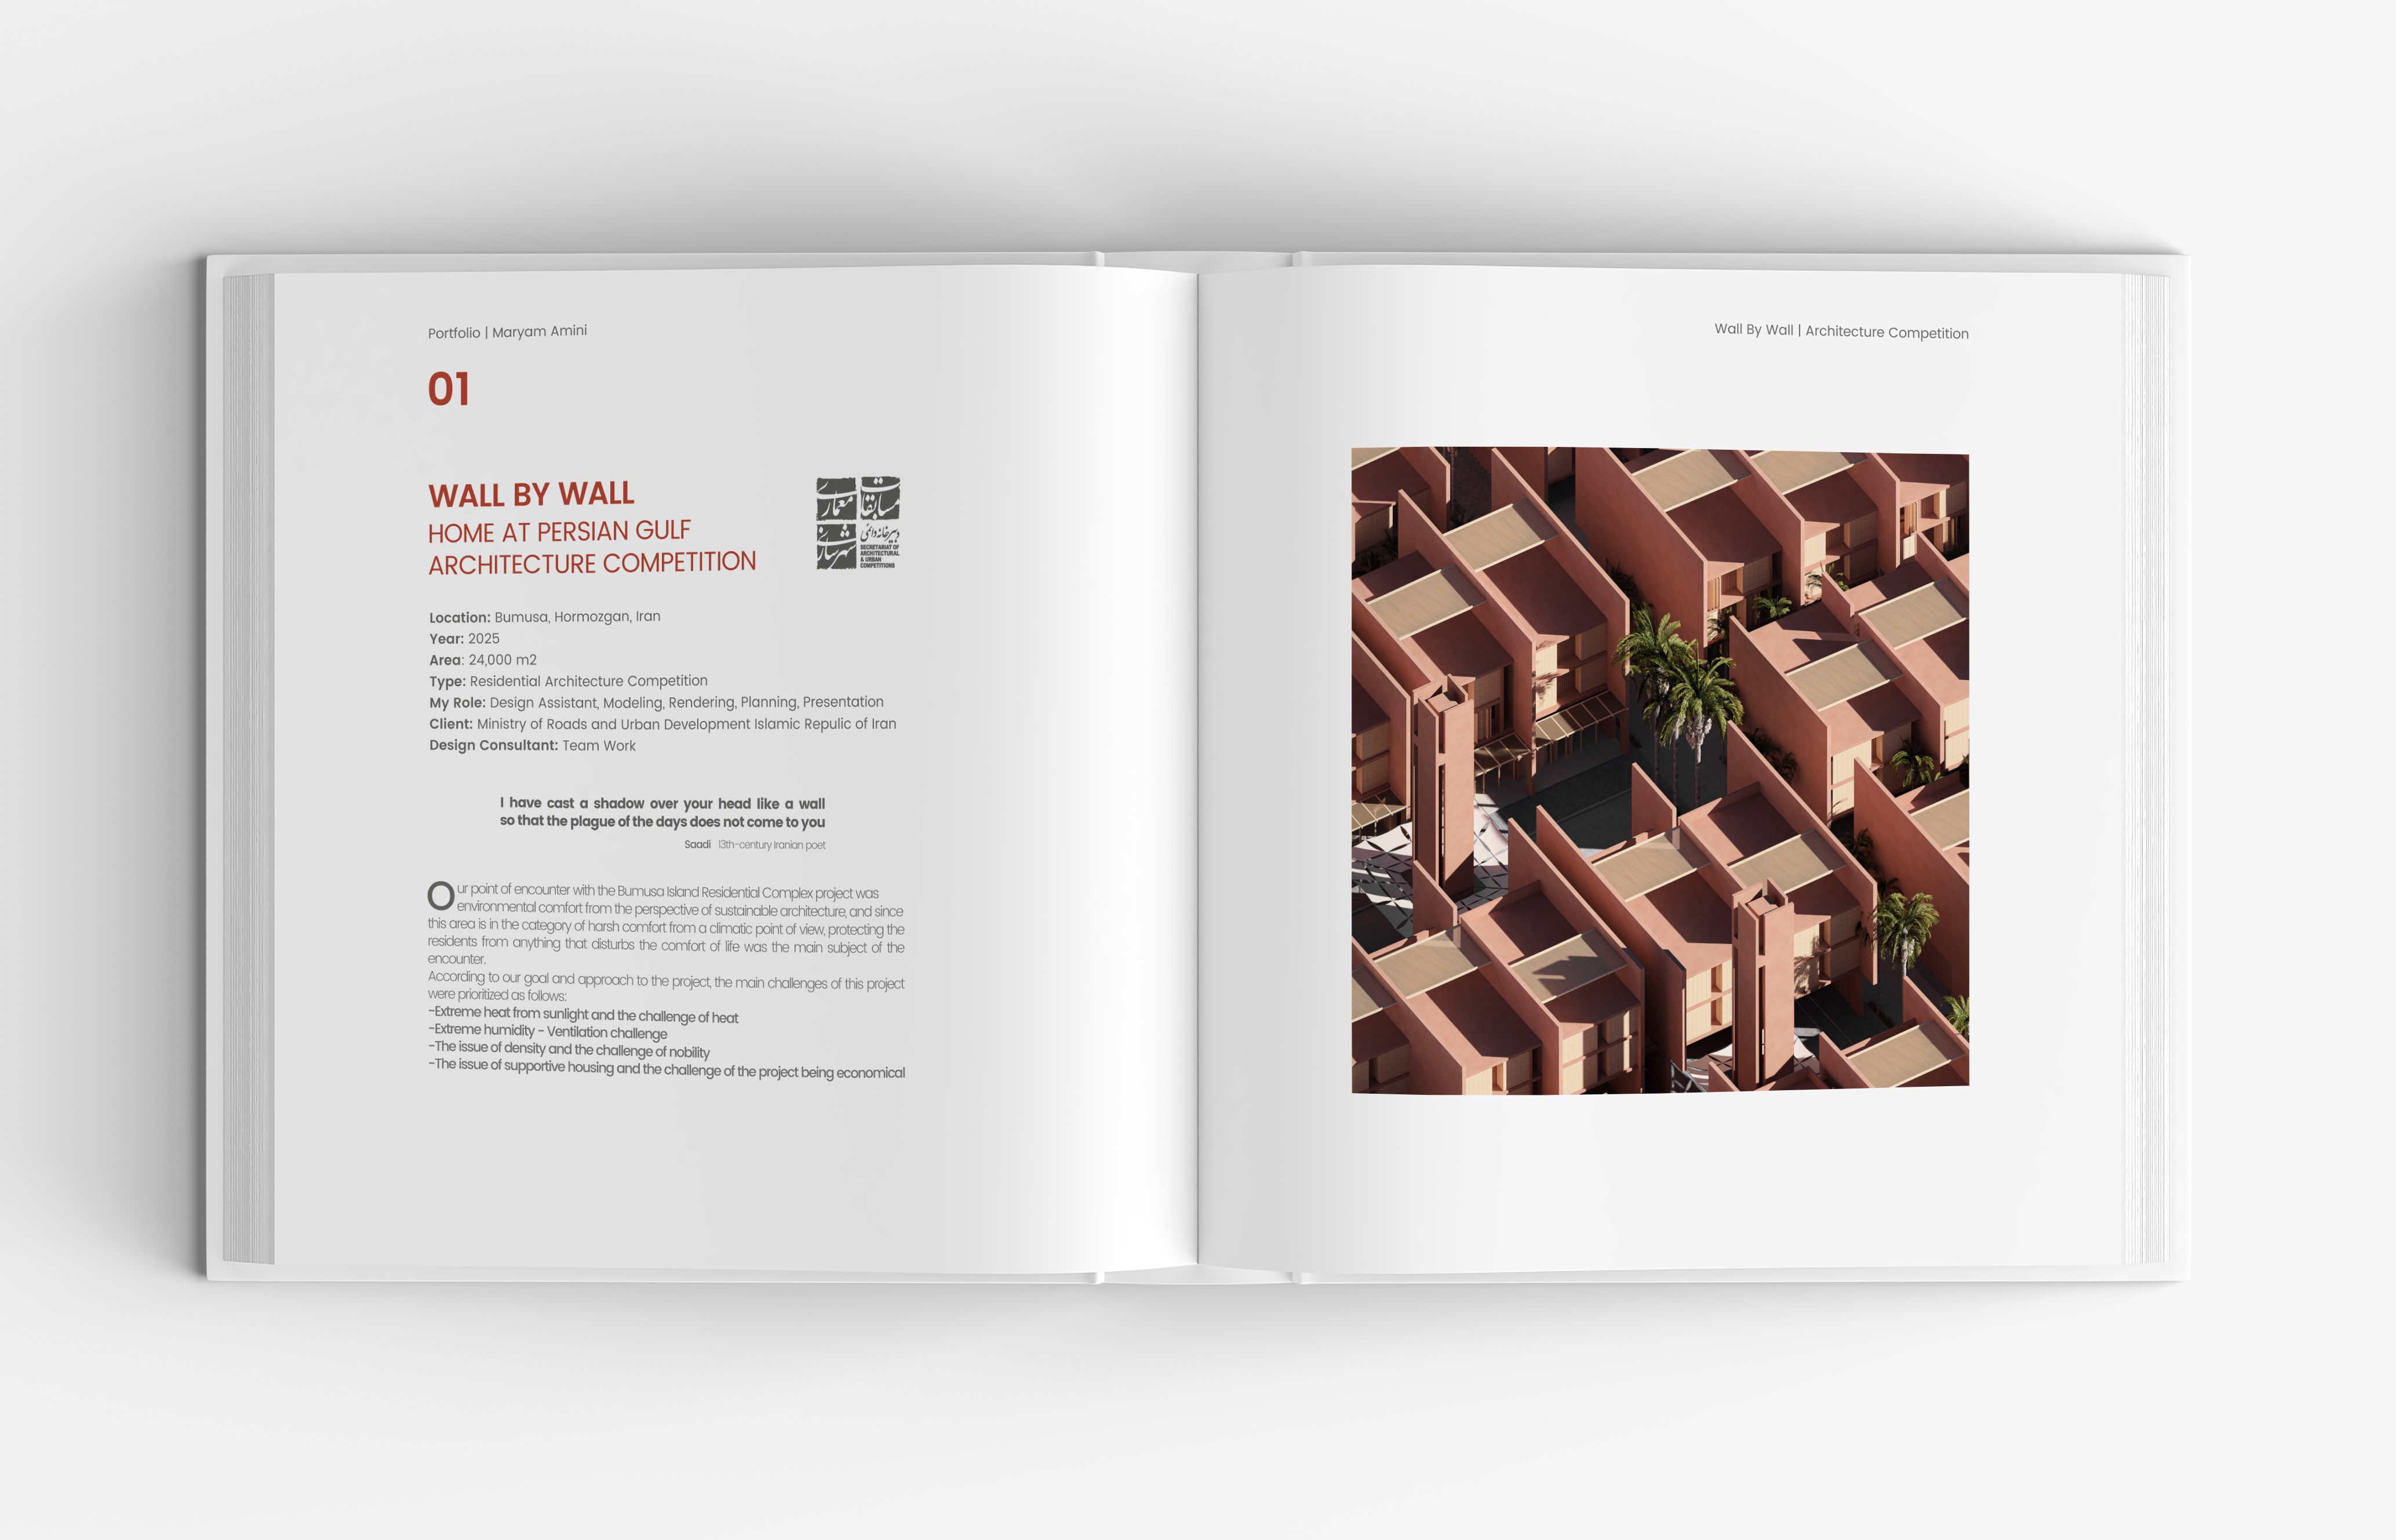 Portfolio | Maryam Amini
01
WALL BY WALL
HOME AT PERSIAN GULF
ARCHITECTURE COMPETITION
مسابقات
معماری
شهرسازی
دبیرخانه دائمی
SECRETARIAT OF
ARCHITECTURAL
& URBAN
COMPETITIONS
Location: Bumusa, Hormozgan, Iran
Year: 2025
Area: 24,000 m2
Type: Residential Architecture Competition
My Role: Design Assistant, Modeling, Rendering, Planning, Presentation
Client: Ministry of Roads and Urban Development Islamic Repulic of Iran
Design Consultant: Team Work
I have cast a shadow over your head like a wall
so that the plague of the days does not come to you
Saadi 13th-century Iranian poet
Our point of encounter with the Bumusa Island Residential Complex project was
environmental comfort from the perspective of sustainable architecture, and since
this area is in the category of harsh comfort from a climatic point of view, protecting the
residents from anything that disturbs the comfort of life was the main subject of the
encounter.
According to our goal and approach to the project, the main challenges of this project
were prioritized as follows:
-Extreme heat from sunlight and the challenge of heat
-Extreme humidity - Ventilation challenge
-The issue of density and the challenge of nobility
-The issue of supportive housing and the challenge of the project being economical
Wall By Wall | Architecture Competition